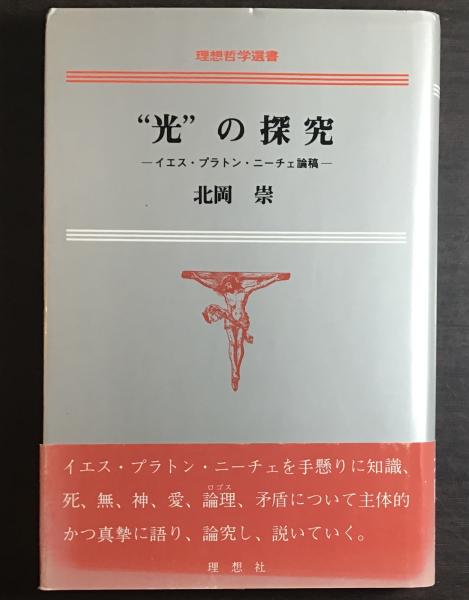 理想哲学選書
“光”の探究
—イエス・プラトン・ニーチェ論稿—
北岡 崇
イエス・プラトン・ニーチェを手懸りに知識、
ロゴス
死、無、神、愛、論理、矛盾について主体的
かつ真摯に語り、論究し、説いていく。
理想社